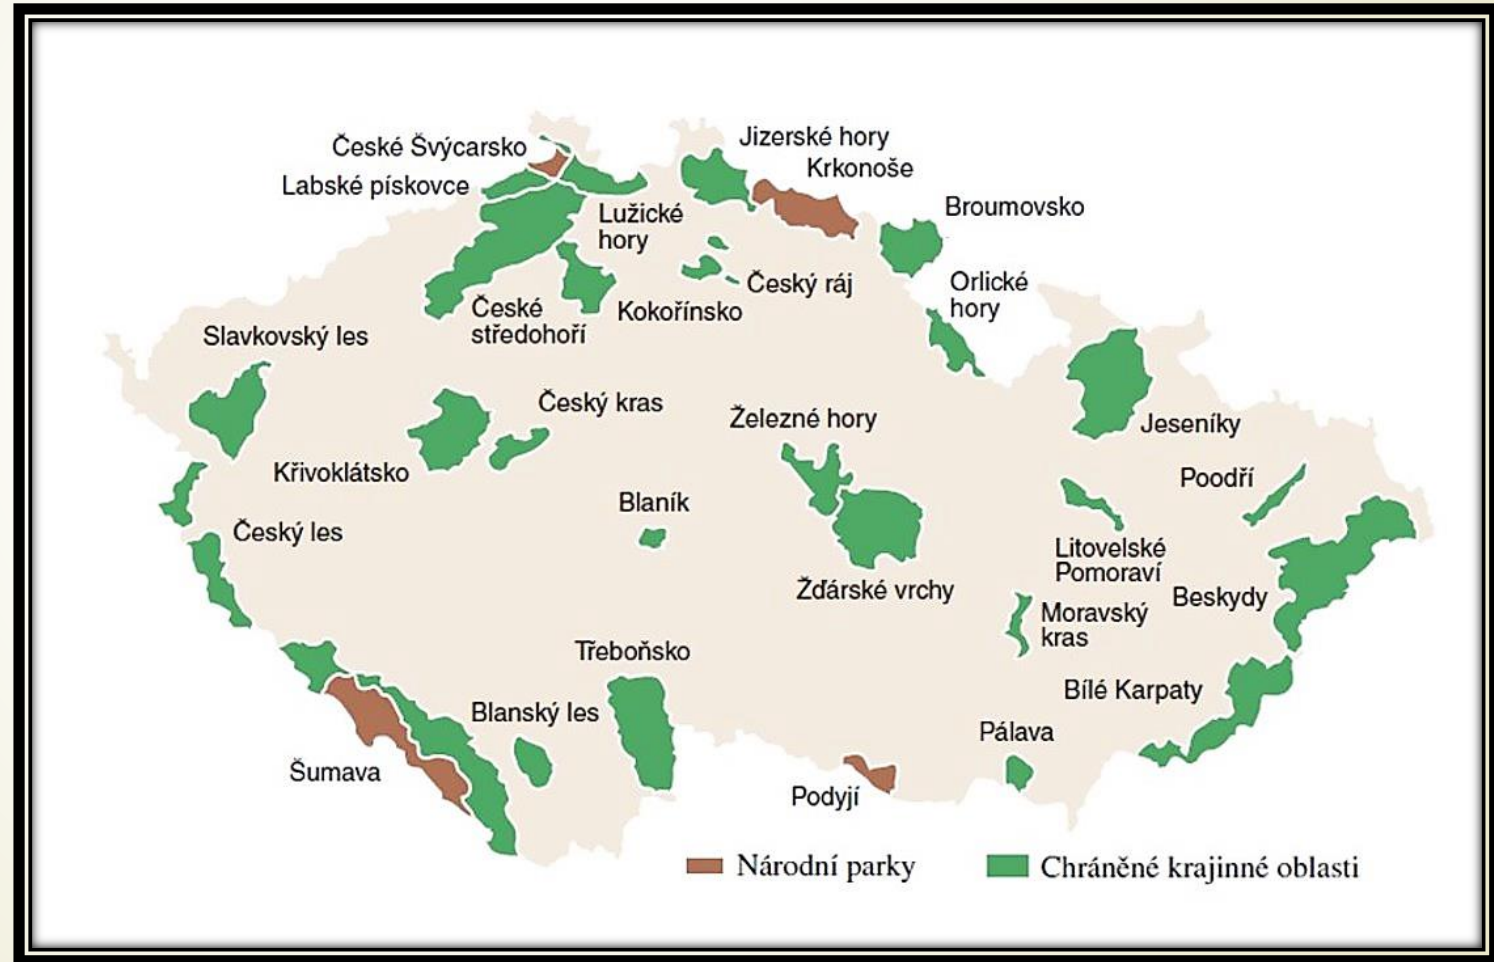 České Švýcarsko
Labské pískovce
Jizerské hory
Krkonoše
Broumovsko
Lužické
hory
Český ráj
Orlické
hory
České
středohoří
Kokořínsko
Slavkovský les
Český kras
Železné hory
Jeseníky
Křivoklátsko
Poodří
Blaník
Český les
Litovelské
Pomoraví
Žďárské vrchy
Beskydy
Moravský
kras
Třeboňsko
Bílé Karpaty
Blanský les
Pálava
Šumava
Podyjí
Národní parky
Chráněné krajinné oblasti